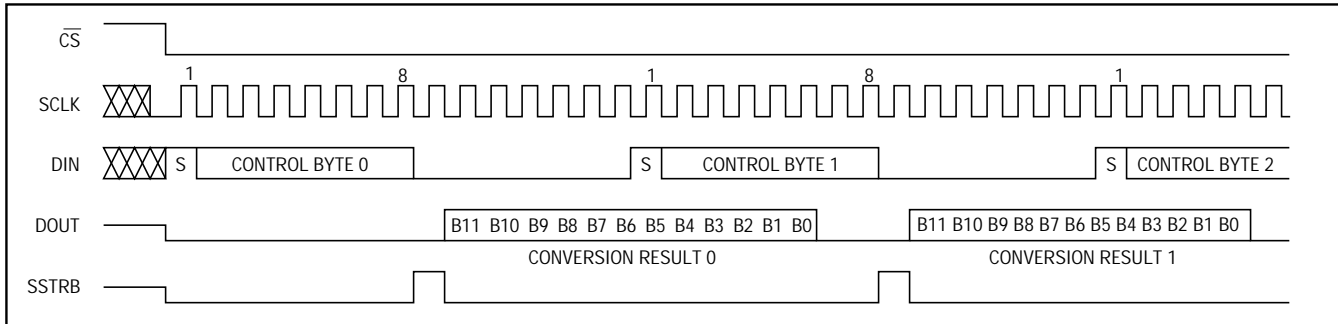 CS
1 8 1 8 1
SCLK
DIN S CONTROL BYTE 0 S CONTROL BYTE 1 S CONTROL BYTE 2
DOUT B11 B10 B9 B8 B7 B6 B5 B4 B3 B2 B1 B0 B11 B10 B9 B8 B7 B6 B5 B4 B3 B2 B1 B0
CONVERSION RESULT 0 CONVERSION RESULT 1
SSTRB